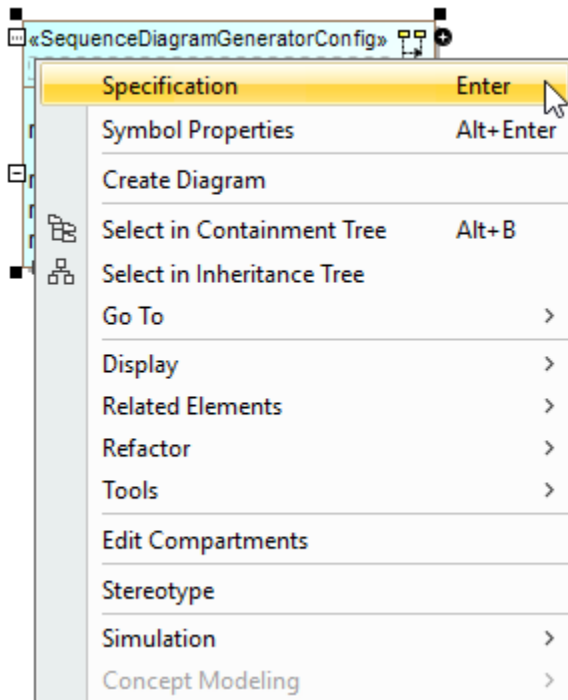 «SequenceDiagramGeneratorConfig»
Specification Enter
Symbol Properties Alt+Enter
Create Diagram
Select in Containment Tree Alt+B
Select in Inheritance Tree
Go To
Display
Related Elements
Refactor
Tools
Edit Compartments
Stereotype
Simulation
Concept Modeling